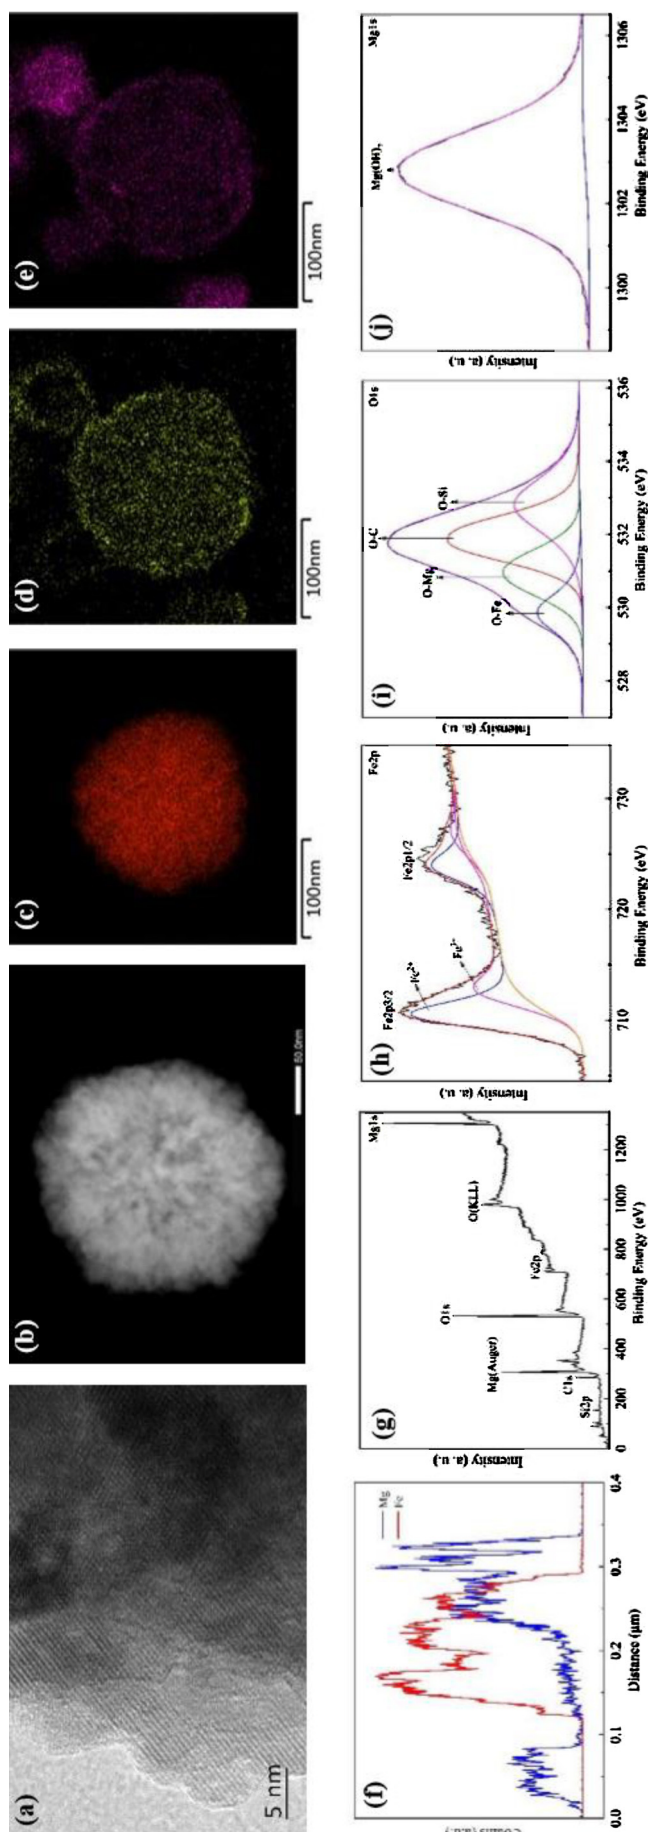 (a)
5 nm
(b)
50.0nm
(c)
100nm
(d)
100nm
(e)
100nm
(f)
Mg
Fe
0.0 0.1 0.2 0.3 0.4
Distance (μm)
(g)
Intensity (a. u.)
Si2p
C1s
Mg(Auger)
O1s
Fe2p
O(KLL)
Mg1s
0 200 400 600 800 1000 1200
Binding Energy (eV)
(h)
Intensity (a. u.)
Fe2p3/2
Fe2p1/2
Fe2p
710 720 730
Binding Energy (eV)
(i)
Intensity (a. u.)
O-Fe
O-Mg
O-C
O-Si
O1s
528 530 532 534 536
Binding Energy (eV)
(j)
Intensity (a. u.)
Mg(OH)₂
Mg1s
1300 1302 1304 1306
Binding Energy (eV)